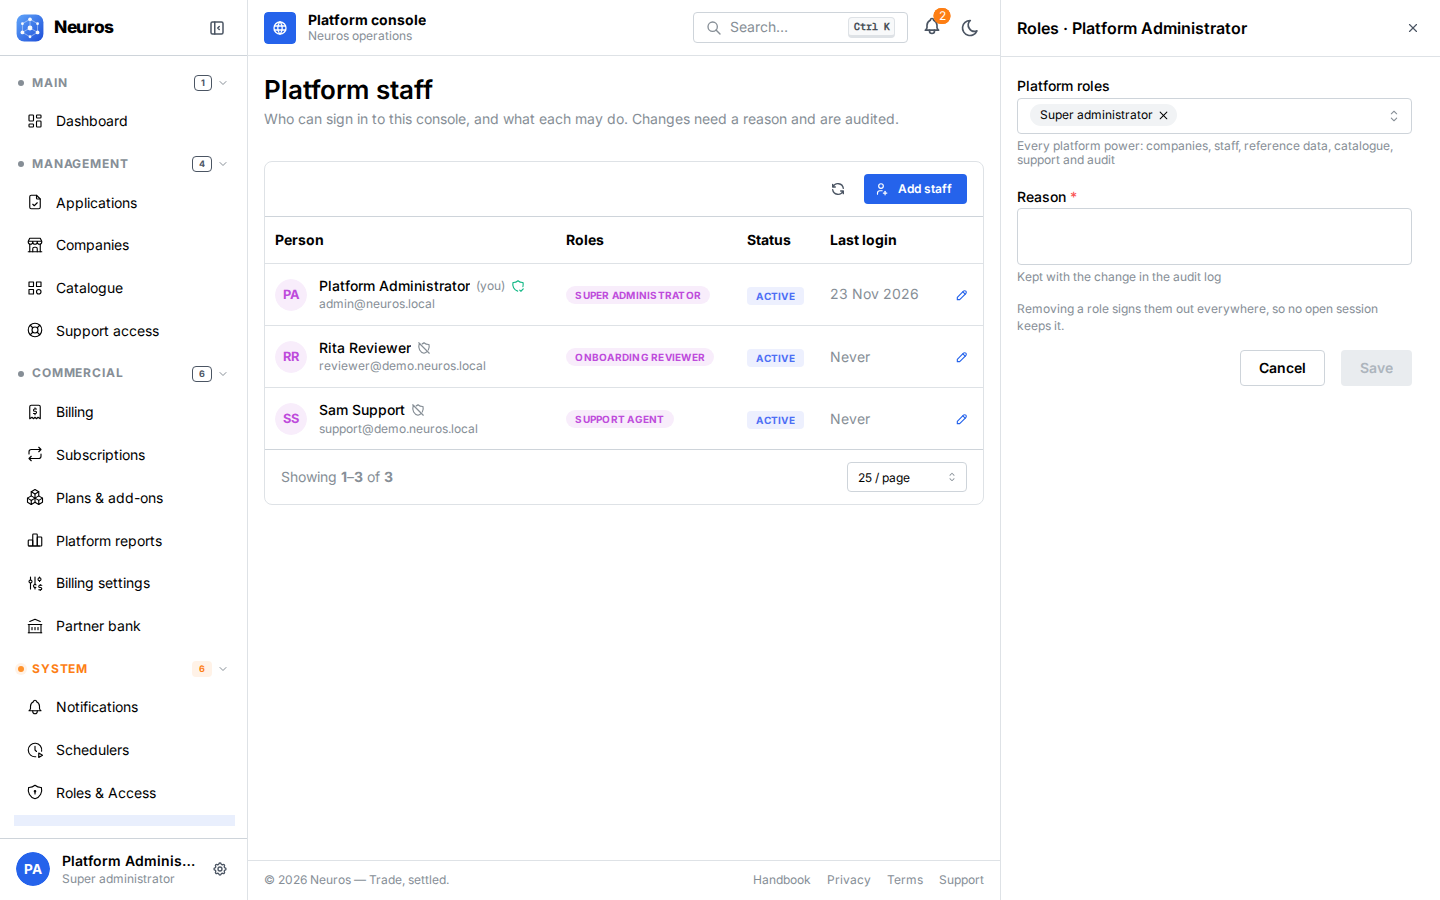 Neuros
MAIN
1
Dashboard
MANAGEMENT
4
Applications
Companies
Catalogue
Support access
COMMERCIAL
6
Billing
Subscriptions
Plans & add-ons
Platform reports
Billing settings
Partner bank
SYSTEM
6
Notifications
Schedulers
Roles & Access
PA
Platform Adminis...
Super administrator
Platform console
Neuros operations
Search...
Ctrl K
2
Platform staff
Who can sign in to this console, and what each may do. Changes need a reason and are audited.
Add staff
Person Roles Status Last login
PA Platform Administrator (you) SUPER ADMINISTRATOR ACTIVE 23 Nov 2026
admin@neuros.local
RR Rita Reviewer ONBOARDING REVIEWER ACTIVE Never
reviewer@demo.neuros.local
SS Sam Support SUPPORT AGENT ACTIVE Never
support@demo.neuros.local
Showing 1–3 of 3
25 / page
© 2026 Neuros — Trade, settled.
Handbook Privacy Terms Support
Roles · Platform Administrator
Platform roles
Super administrator
Every platform power: companies, staff, reference data, catalogue,
support and audit
Reason *
Kept with the change in the audit log
Removing a role signs them out everywhere, so no open session
keeps it.
Cancel Save